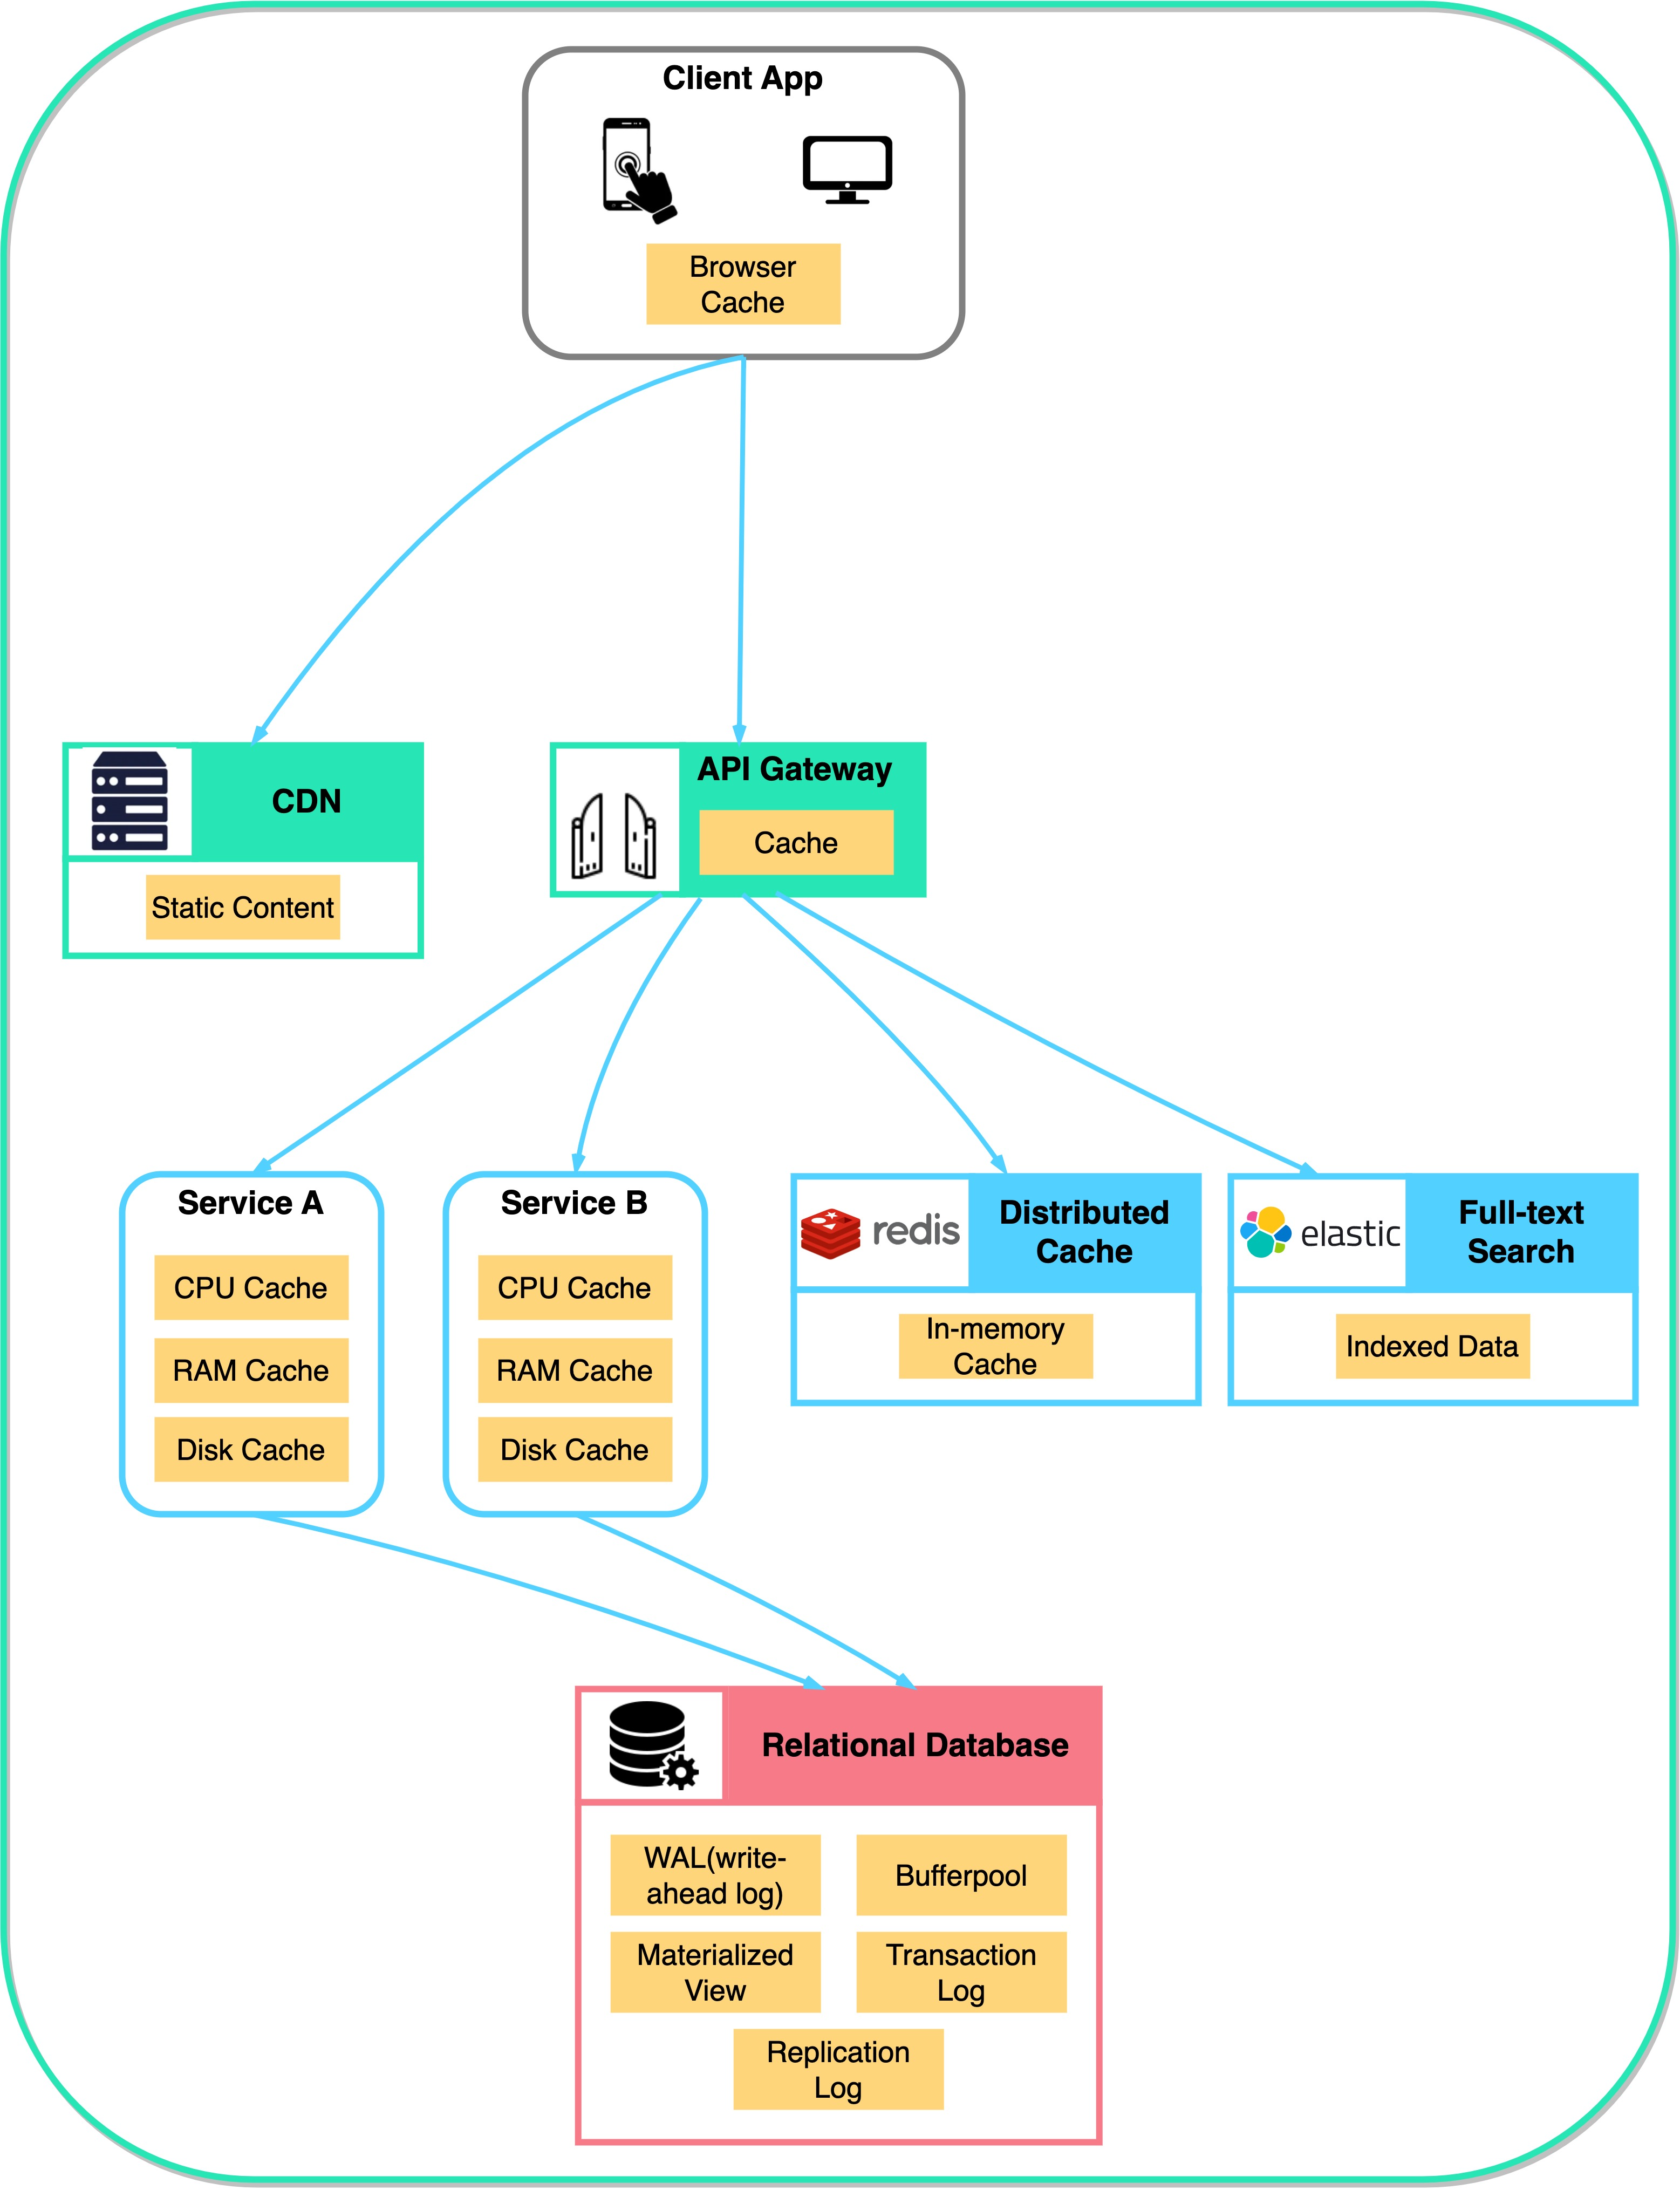 Client App
Browser
Cache
CDN
Static Content
API Gateway
Cache
Service A
CPU Cache
RAM Cache
Disk Cache
Service B
CPU Cache
RAM Cache
Disk Cache
redis
Distributed
Cache
In-memory
Cache
elastic
Full-text
Search
Indexed Data
Relational Database
WAL(write-
ahead log)
Bufferpool
Materialized
View
Transaction
Log
Replication
Log